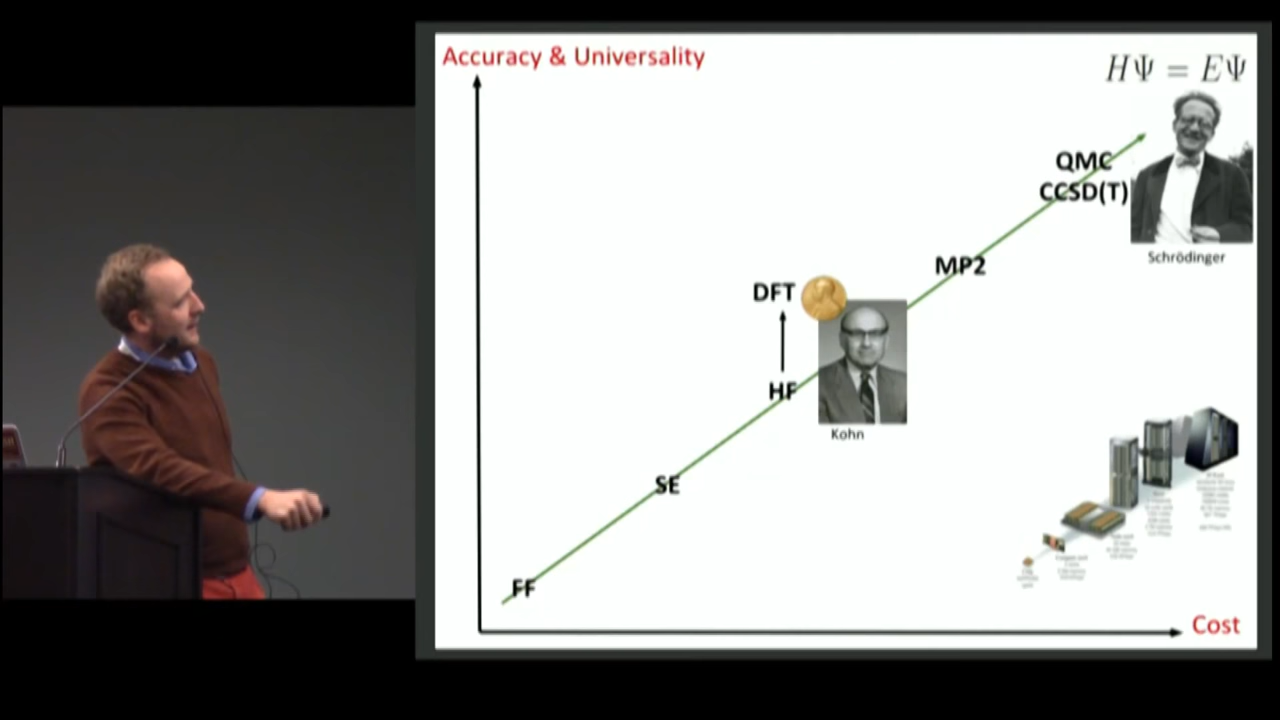 Accuracy & Universality
HΨ = EΨ
QMC
CCSD(T)
Schrödinger
MP2
DFT
HF
Kohn
SE
FF
Cost